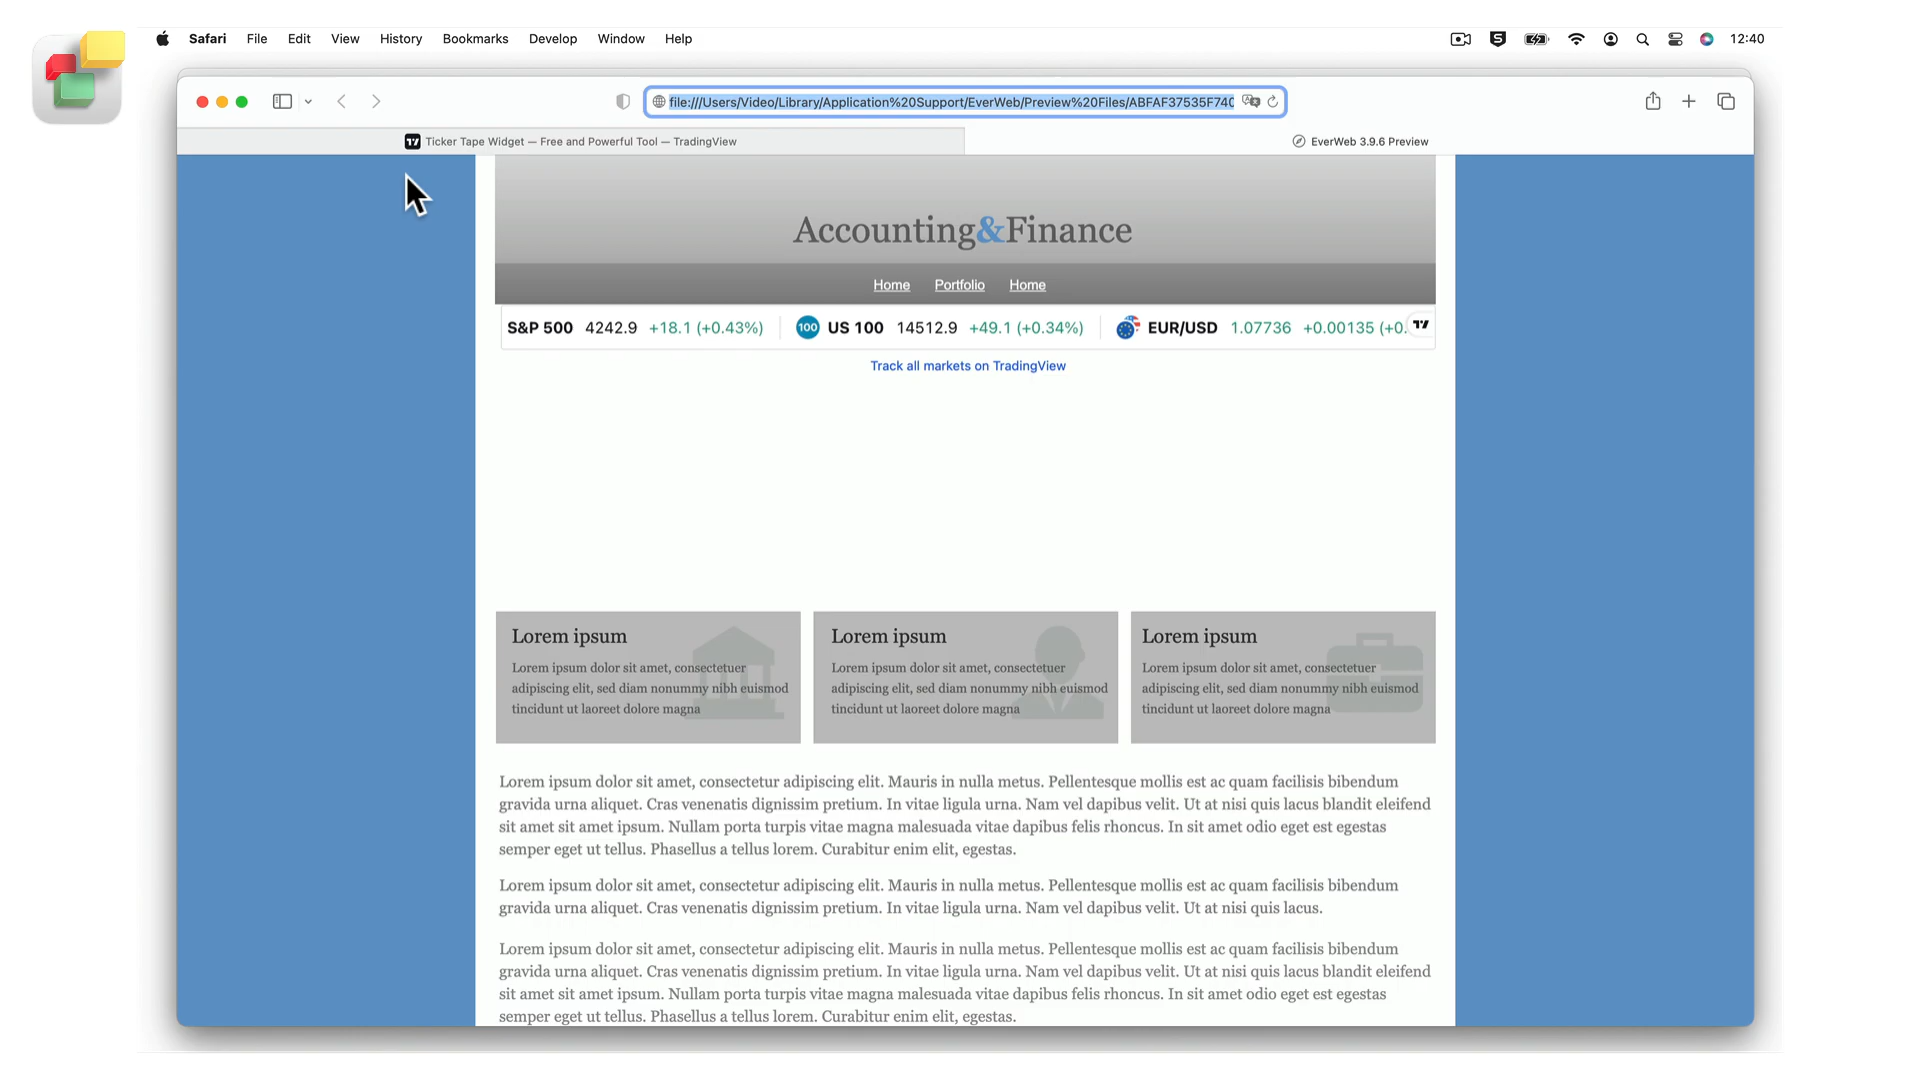 Safari File Edit View History Bookmarks Develop Window Help 12:40
file:///Users/Video/Library/Application%20Support/EverWeb/Preview%20Files/ABFAF37535F740
Ticker Tape Widget — Free and Powerful Tool — TradingView
EverWeb 3.9.6 Preview
Accounting&Finance
Home Portfolio Home
S&P 500 4242.9 +18.1 (+0.43%) 100 US 100 14512.9 +49.1 (+0.34%) EUR/USD 1.07736 +0.00135 (+0.
Track all markets on TradingView
Lorem ipsum
Lorem ipsum dolor sit amet, consectetuer
adipiscing elit, sed diam nonummy nibh euismod
tincidunt ut laoreet dolore magna
Lorem ipsum
Lorem ipsum dolor sit amet, consectetuer
adipiscing elit, sed diam nonummy nibh euismod
tincidunt ut laoreet dolore magna
Lorem ipsum
Lorem ipsum dolor sit amet, consectetuer
adipiscing elit, sed diam nonummy nibh euismod
tincidunt ut laoreet dolore magna
Lorem ipsum dolor sit amet, consectetur adipiscing elit. Mauris in nulla metus. Pellentesque mollis est ac quam facilisis bibendum
gravida urna aliquet. Cras venenatis dignissim pretium. In vitae ligula urna. Nam vel dapibus velit. Ut at nisi quis lacus blandit eleifend
sit amet sit amet ipsum. Nullam porta turpis vitae magna malesuada vitae dapibus felis rhoncus. In sit amet odio eget est egestas
semper eget ut tellus. Phasellus a tellus lorem. Curabitur enim elit, egestas.
Lorem ipsum dolor sit amet, consectetur adipiscing elit. Mauris in nulla metus. Pellentesque mollis est ac quam facilisis bibendum
gravida urna aliquet. Cras venenatis dignissim pretium. In vitae ligula urna. Nam vel dapibus velit. Ut at nisi quis lacus.
Lorem ipsum dolor sit amet, consectetur adipiscing elit. Mauris in nulla metus. Pellentesque mollis est ac quam facilisis bibendum
gravida urna aliquet. Cras venenatis dignissim pretium. In vitae ligula urna. Nam vel dapibus velit. Ut at nisi quis lacus blandit eleifend
sit amet sit amet ipsum. Nullam porta turpis vitae magna malesuada vitae dapibus felis rhoncus. In sit amet odio eget est egestas
semper eget ut tellus. Phasellus a tellus lorem. Curabitur enim elit, egestas.